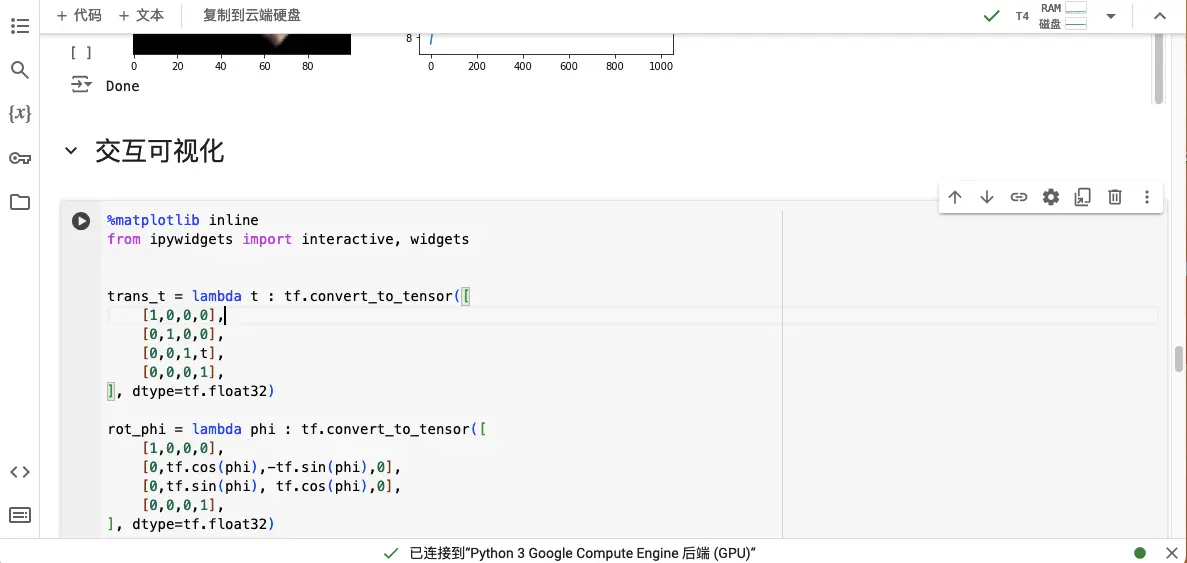 + 代码 + 文本 复制到云端硬盘
T4 RAM 磁盘
[ ]
8
0 20 40 60 80 0 200 400 600 800 1000
Done
交互可视化
%matplotlib inline
from ipywidgets import interactive, widgets
trans_t = lambda t : tf.convert_to_tensor([
[1,0,0,0],
[0,1,0,0],
[0,0,1,t],
[0,0,0,1],
], dtype=tf.float32)
rot_phi = lambda phi : tf.convert_to_tensor([
[1,0,0,0],
[0,tf.cos(phi),-tf.sin(phi),0],
[0,tf.sin(phi), tf.cos(phi),0],
[0,0,0,1],
], dtype=tf.float32)
已连接到“Python 3 Google Compute Engine 后端 (GPU)”